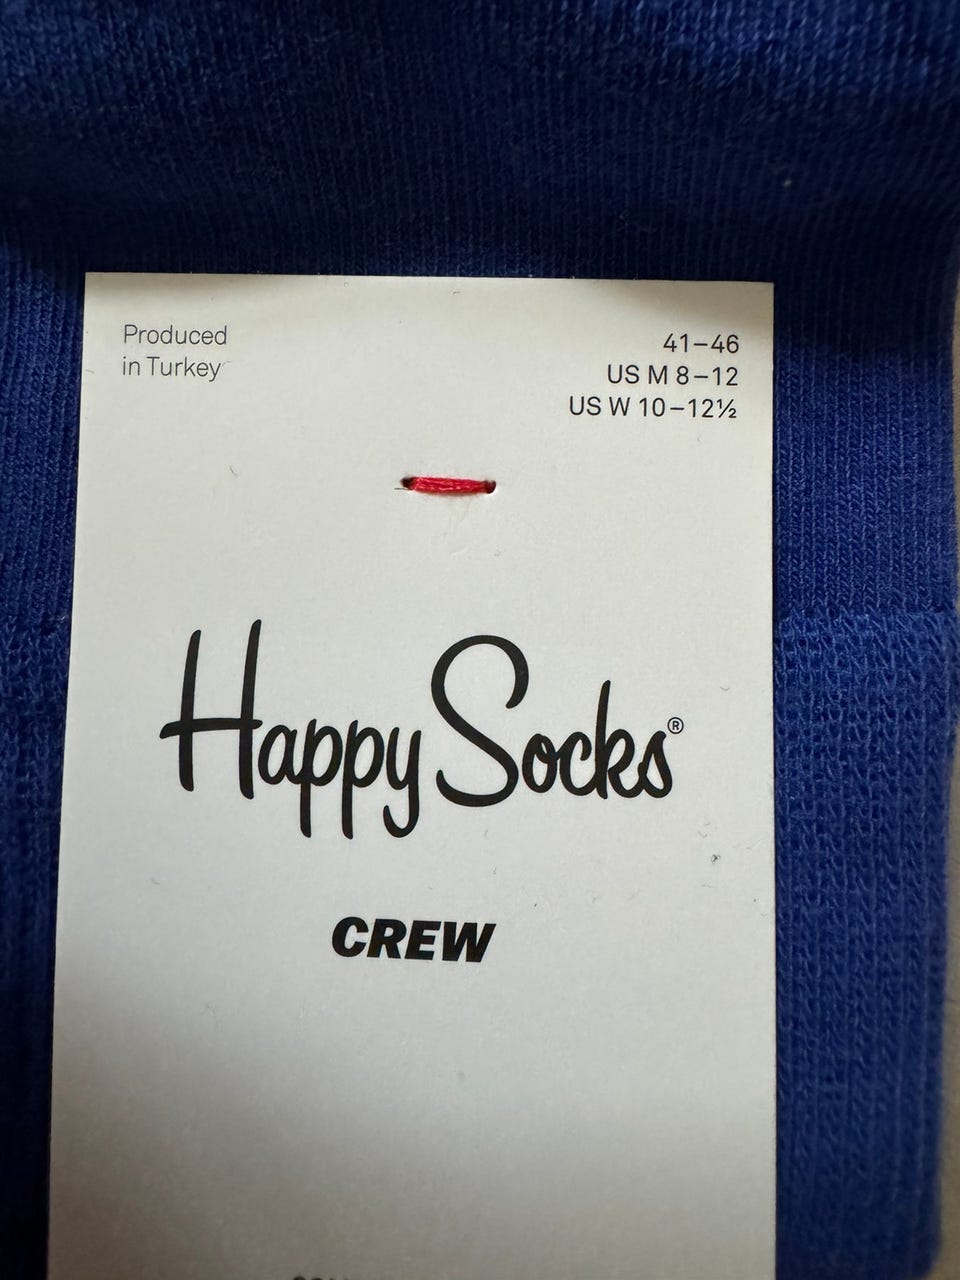 Produced
in Turkey
41–46
US M 8–12
US W 10–12½
Happy Socks®
CREW